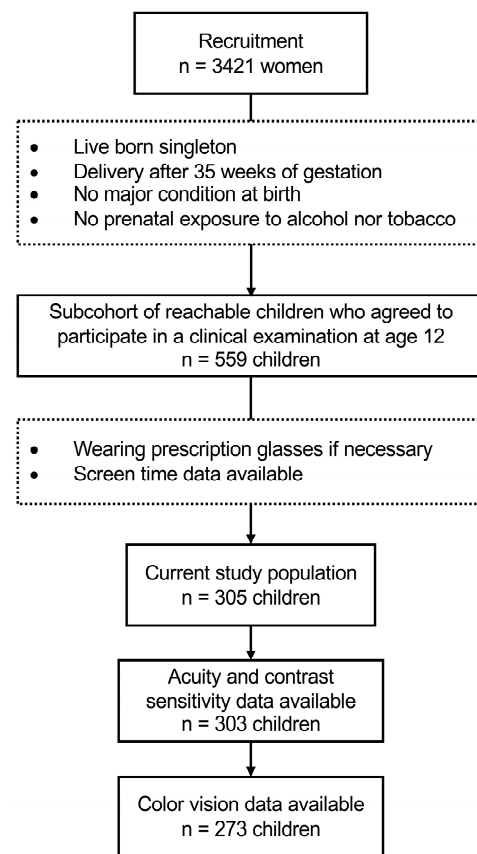 Recruitment
n = 3421 women
• Live born singleton
• Delivery after 35 weeks of gestation
• No major condition at birth
• No prenatal exposure to alcohol nor tobacco
Subcohort of reachable children who agreed to
participate in a clinical examination at age 12
n = 559 children
• Wearing prescription glasses if necessary
• Screen time data available
Current study population
n = 305 children
Acuity and contrast
sensitivity data available
n = 303 children
Color vision data available
n = 273 children